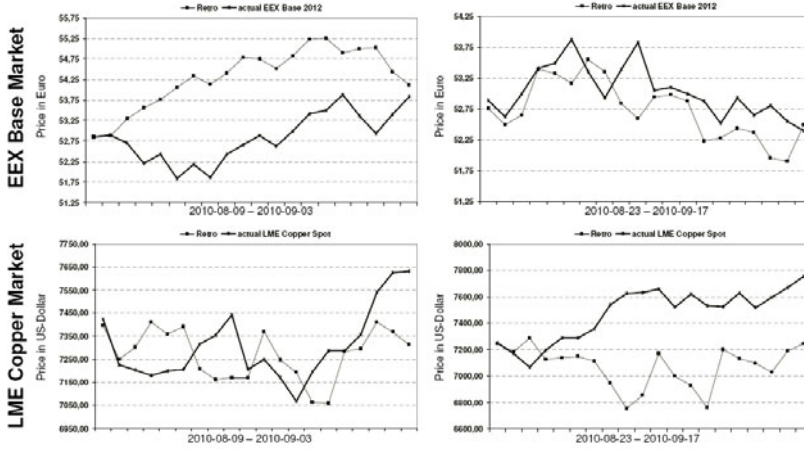 EEX Base Market
Retro actual EEX Base 2012
Price in Euro
55,75
55,25
54,75
54,25
53,75
53,25
52,75
52,25
51,75
51,25
2010-08-09 – 2010-09-03
Retro actual EEX Base 2012
Price in Euro
54,25
53,75
53,25
52,75
52,25
51,75
51,25
2010-08-23 – 2010-09-17
LME Copper Market
Retro actual LME Copper Spot
Price in US-Dollar
7750,00
7650,00
7550,00
7450,00
7350,00
7250,00
7150,00
7050,00
6950,00
2010-08-09 – 2010-09-03
Retro actual LME Copper Spot
Price in US-Dollar
8000,00
7800,00
7600,00
7400,00
7200,00
7000,00
6800,00
6600,00
2010-08-23 – 2010-09-17